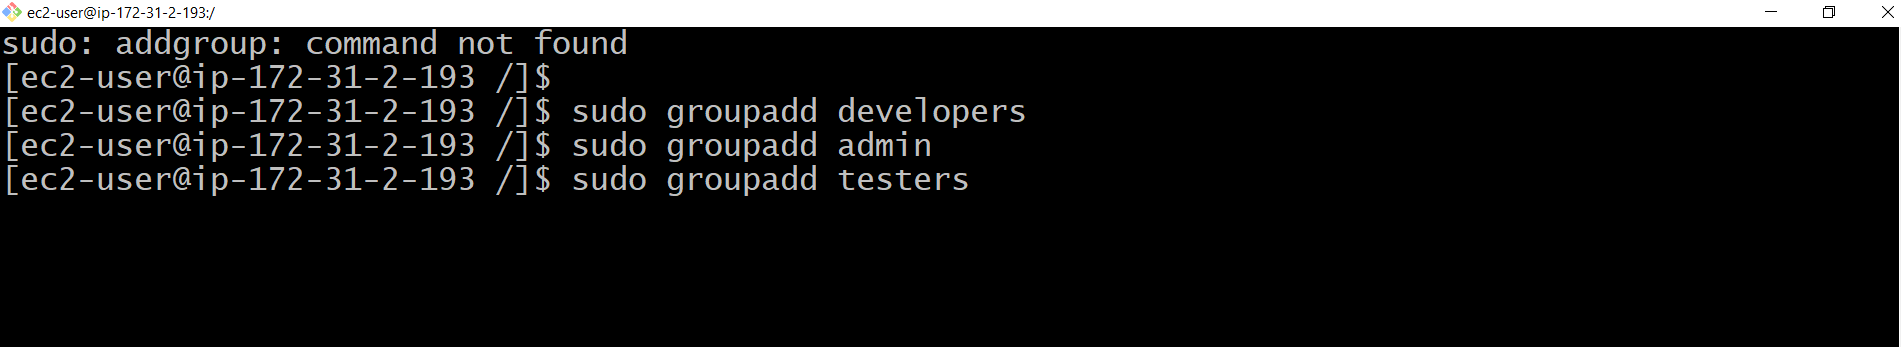 ec2-user@ip-172-31-2-193:/
sudo: addgroup: command not found
[ec2-user@ip-172-31-2-193 /]$
[ec2-user@ip-172-31-2-193 /]$ sudo groupadd developers
[ec2-user@ip-172-31-2-193 /]$ sudo groupadd admin
[ec2-user@ip-172-31-2-193 /]$ sudo groupadd testers